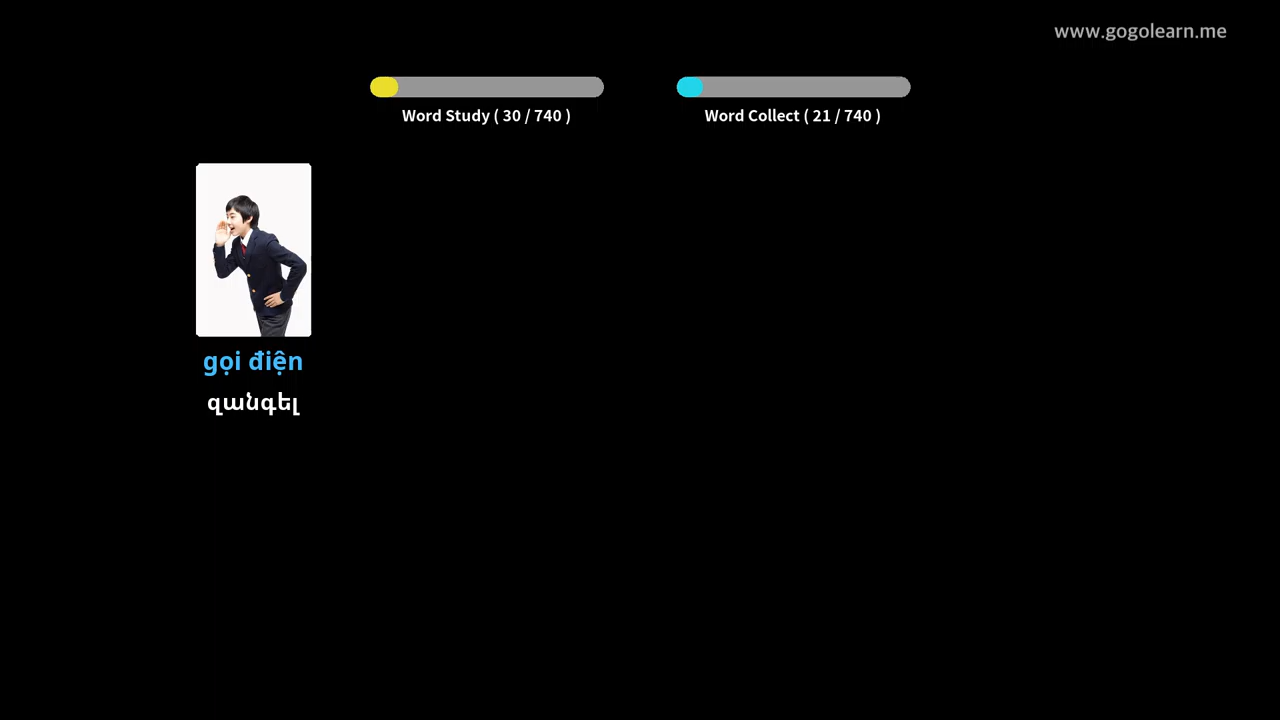 www.gogolearn.me
Word Study ( 30 / 740 )
Word Collect ( 21 / 740 )
gọi điện
զանգել